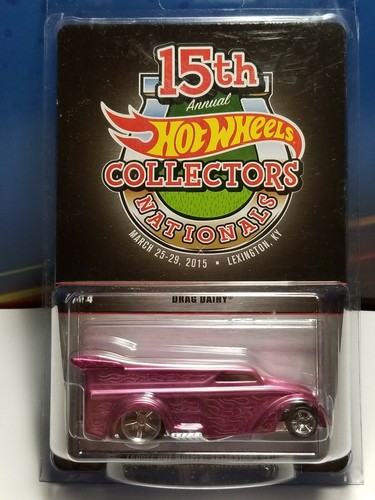 15th
Annual
Hot Wheels
COLLECTORS
NATIONALS
MARCH 25-29, 2015 • LEXINGTON, KY
DRAG DAIRY